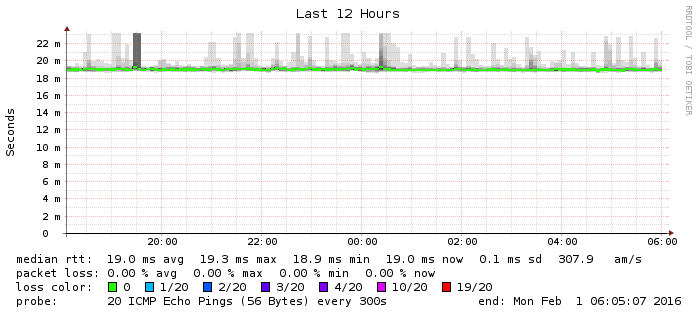 Last 12 Hours
RRDTOOL / TOBI OETIKER
Seconds
22 m
20 m
18 m
16 m
14 m
12 m
10 m
8 m
6 m
4 m
2 m
0
20:00 22:00 00:00 02:00 04:00 06:00
median rtt: 19.0 ms avg 19.3 ms max 18.9 ms min 19.0 ms now 0.1 ms sd 307.9 am/s
packet loss: 0.00 % avg 0.00 % max 0.00 % min 0.00 % now
loss color: 0 1/20 2/20 3/20 4/20 10/20 19/20
probe: 20 ICMP Echo Pings (56 Bytes) every 300s end: Mon Feb 1 06:05:07 2016